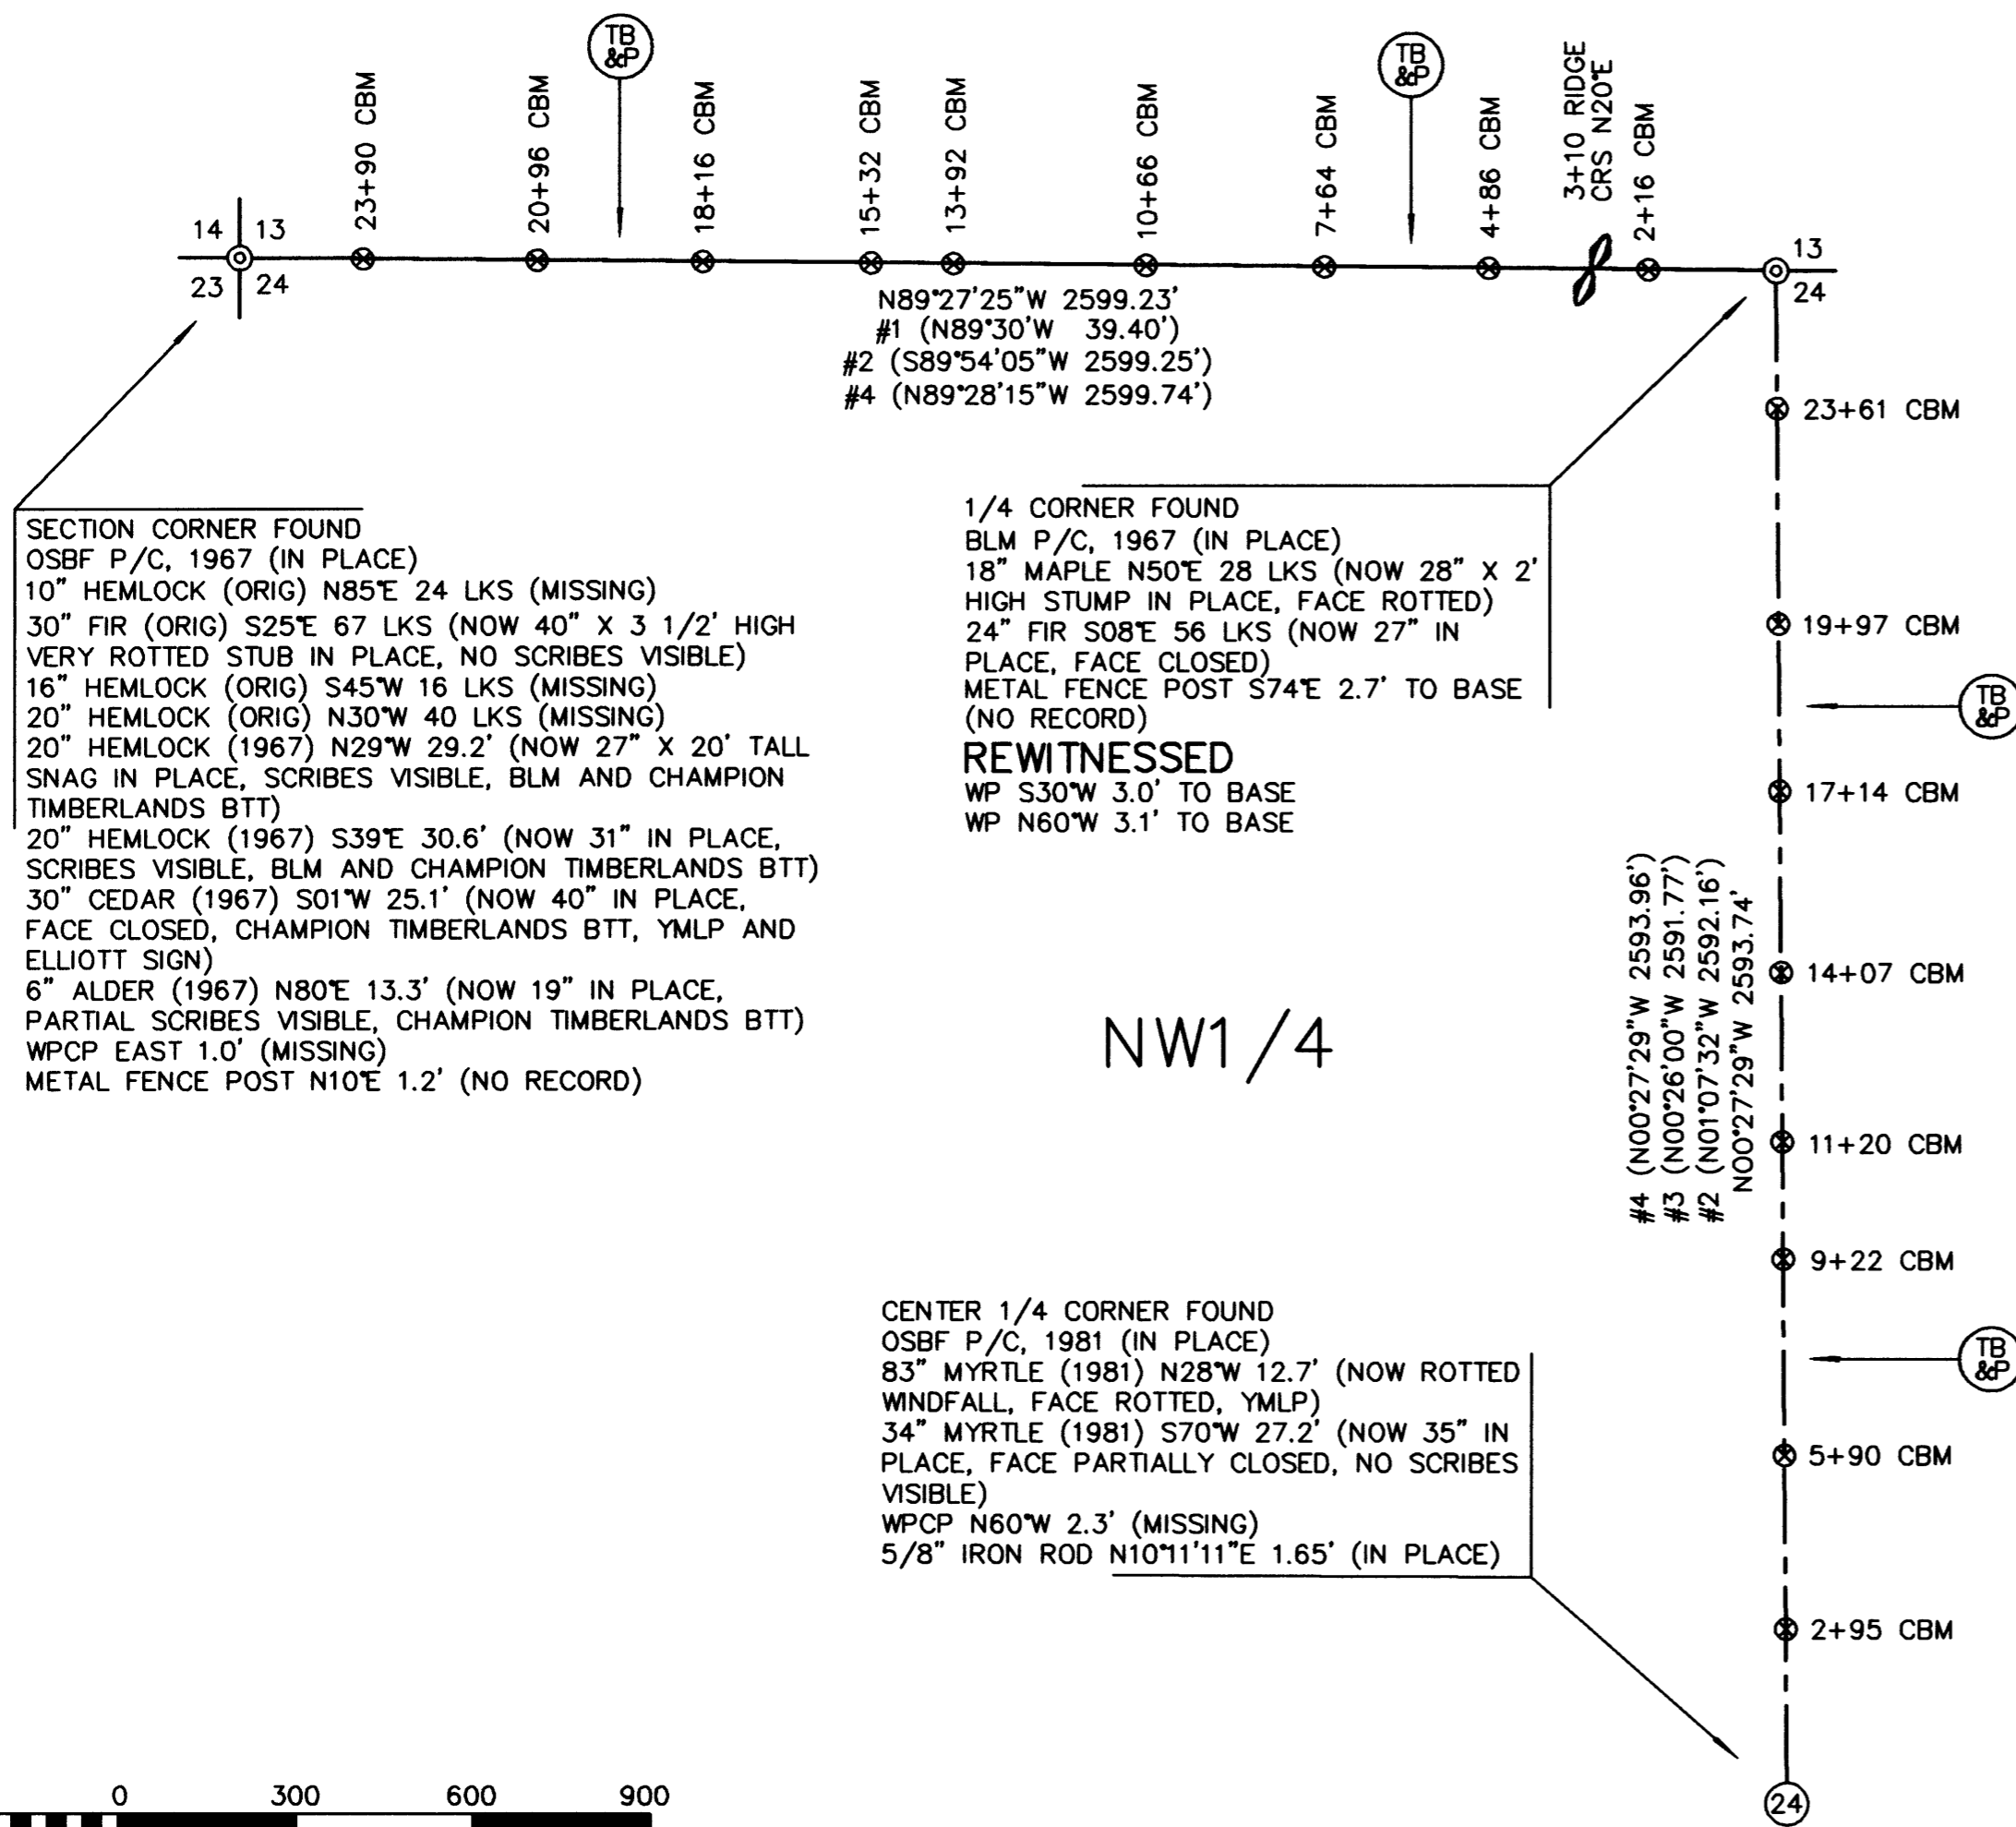 TB
&P
TB
&P
23+90 CBM
20+96 CBM
18+16 CBM
15+32 CBM
13+92 CBM
10+66 CBM
7+64 CBM
4+86 CBM
3+10 RIDGE
CRS N20°E
2+16 CBM
14 13
23 24
13
24
N89°27'25"W 2599.23'
#1 (N89°30'W 39.40')
#2 (S89°54'05"W 2599.25')
#4 (N89°28'15"W 2599.74')
SECTION CORNER FOUND
OSBF P/C, 1967 (IN PLACE)
10" HEMLOCK (ORIG) N85°E 24 LKS (MISSING)
30" FIR (ORIG) S25°E 67 LKS (NOW 40" X 3 1/2' HIGH
VERY ROTTED STUB IN PLACE, NO SCRIBES VISIBLE)
16" HEMLOCK (ORIG) S45°W 16 LKS (MISSING)
20" HEMLOCK (ORIG) N30°W 40 LKS (MISSING)
20" HEMLOCK (1967) N29°W 29.2' (NOW 27" X 20' TALL
SNAG IN PLACE, SCRIBES VISIBLE, BLM AND CHAMPION
TIMBERLANDS BTT)
20" HEMLOCK (1967) S39°E 30.6' (NOW 31" IN PLACE,
SCRIBES VISIBLE, BLM AND CHAMPION TIMBERLANDS BTT)
30" CEDAR (1967) S01°W 25.1' (NOW 40" IN PLACE,
FACE CLOSED, CHAMPION TIMBERLANDS BTT, YMLP AND
ELLIOTT SIGN)
6" ALDER (1967) N80°E 13.3' (NOW 19" IN PLACE,
PARTIAL SCRIBES VISIBLE, CHAMPION TIMBERLANDS BTT)
WPCP EAST 1.0' (MISSING)
METAL FENCE POST N10°E 1.2' (NO RECORD)
1/4 CORNER FOUND
BLM P/C, 1967 (IN PLACE)
18" MAPLE N50°E 28 LKS (NOW 28" X 2'
HIGH STUMP IN PLACE, FACE ROTTED)
24" FIR S08°E 56 LKS (NOW 27" IN
PLACE, FACE CLOSED)
METAL FENCE POST S74°E 2.7' TO BASE
(NO RECORD)
REWITNESSED
WP S30°W 3.0' TO BASE
WP N60°W 3.1' TO BASE
23+61 CBM
19+97 CBM
TB
&P
17+14 CBM
14+07 CBM
11+20 CBM
9+22 CBM
TB
&P
5+90 CBM
2+95 CBM
#4 (N00°27'29"W 2593.96')
#3 (N00°26'00"W 2591.77')
#2 (N01°07'32"W 2592.16')
N00°27'29"W 2593.74'
NW1/4
CENTER 1/4 CORNER FOUND
OSBF P/C, 1981 (IN PLACE)
83" MYRTLE (1981) N28°W 12.7' (NOW ROTTED
WINDFALL, FACE ROTTED, YMLP)
34" MYRTLE (1981) S70°W 27.2' (NOW 35" IN
PLACE, FACE PARTIALLY CLOSED, NO SCRIBES
VISIBLE)
WPCP N60°W 2.3' (MISSING)
5/8" IRON ROD N10°11'11"E 1.65' (IN PLACE)
24
0 300 600 900